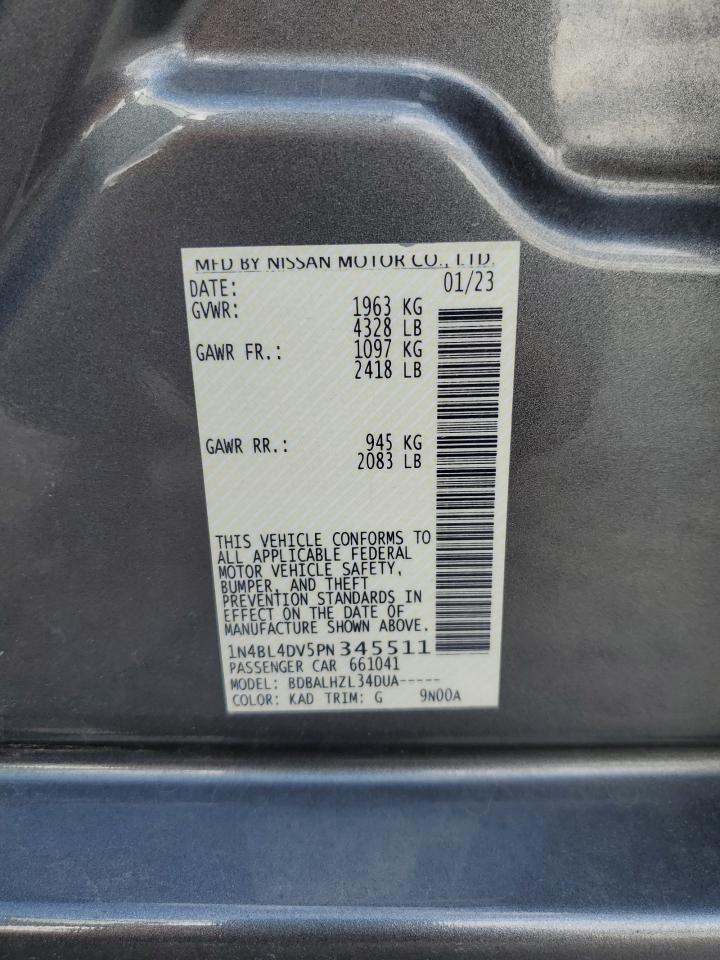 MFD BY NISSAN MOTOR CO., LTD.
DATE: 01/23
GVWR: 1963 KG
4328 LB
GAWR FR.: 1097 KG
2418 LB
GAWR RR.: 945 KG
2083 LB
THIS VEHICLE CONFORMS TO
ALL APPLICABLE FEDERAL
MOTOR VEHICLE SAFETY,
BUMPER, AND THEFT
PREVENTION STANDARDS IN
EFFECT ON THE DATE OF
MANUFACTURE SHOWN ABOVE.
1N4BL4DV5PN345511
PASSENGER CAR 661041
MODEL: BDBALHZL34DUA-----
COLOR: KAD TRIM: G 9N00A